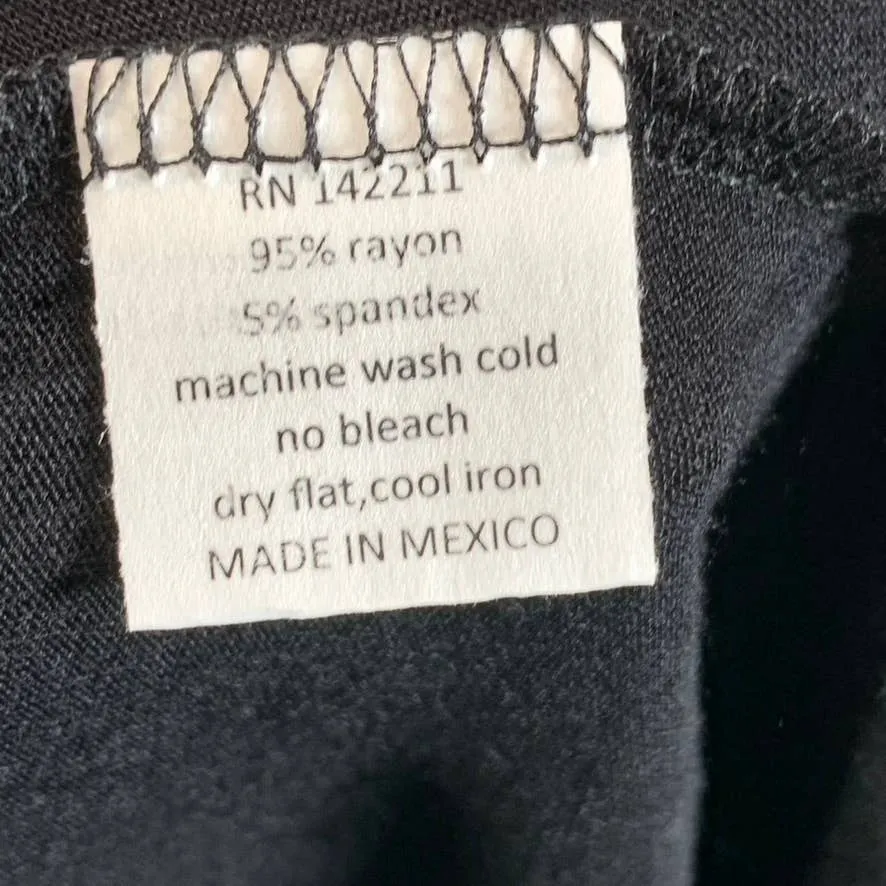 RN 142211
95% rayon
5% spandex
machine wash cold
no bleach
dry flat,cool iron
MADE IN MEXICO